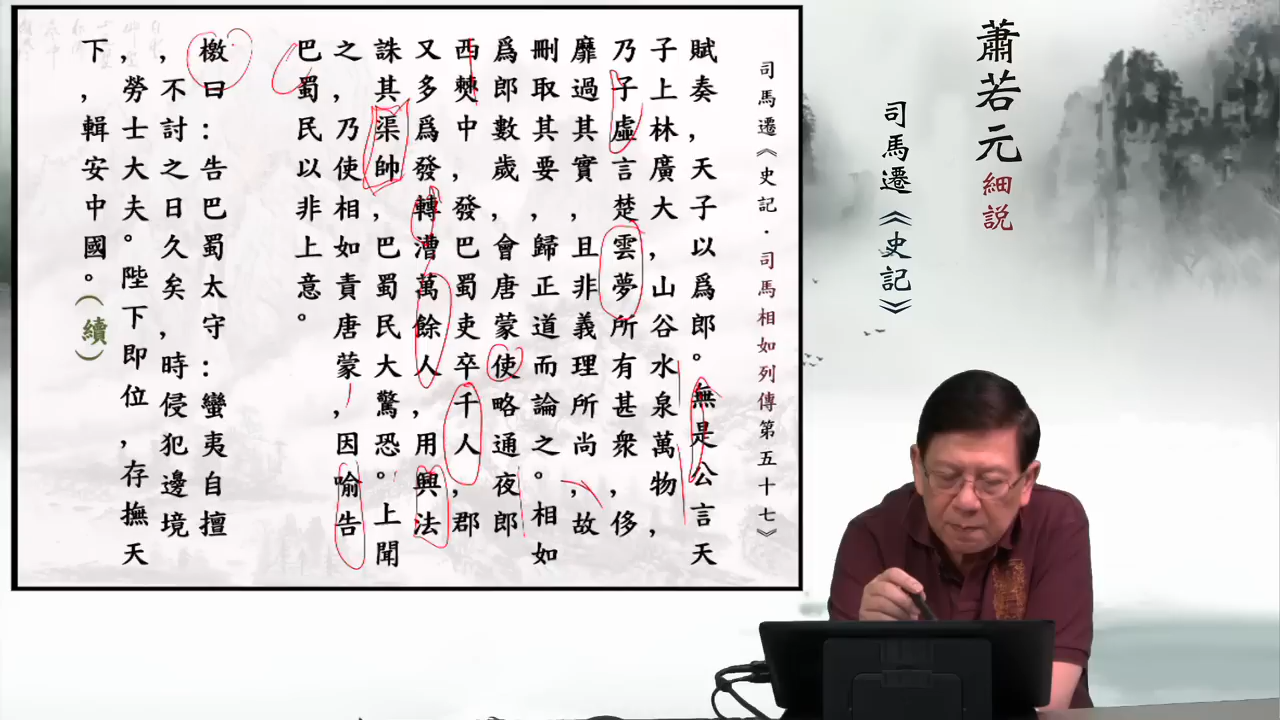 蕭若元細説
司馬遷《史記》
司馬遷《史記·司馬相如列傳第五十七》
賦奏，天子以爲郎。無是公言天
子上林廣大，山谷水泉萬物，
乃子虛言楚雲夢所有甚衆，侈
靡過其實，且非義理所尚，故
刪取其要，歸正道而論之。相如
爲郎數歲，會唐蒙使略通夜郎
西僰中，發巴蜀吏卒千人，郡
又多爲發轉漕萬餘人，用興法
誅其渠帥，巴蜀民大驚恐。上聞
之，乃使相如責唐蒙，因喻告
巴蜀民以非上意。
檄曰：告巴蜀太守：蠻夷自擅
，不討之日久矣，時侵犯邊境
，勞士大夫。陛下即位，存撫天
下，輯安中國。（續）